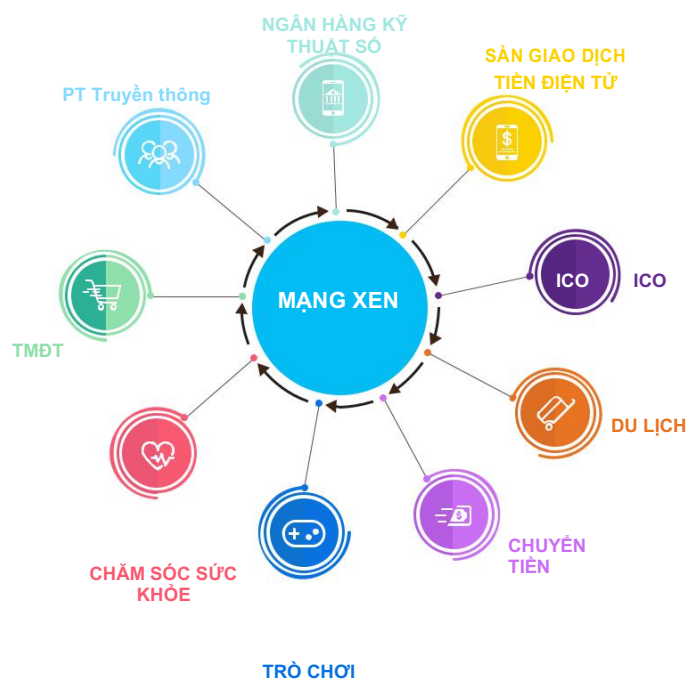 NGÂN HÀNG KỸ
THUẬT SỐ
SÀN GIAO DỊCH
TIỀN ĐIỆN TỬ
PT Truyền thông
$
MẠNG XEN
ICO
ICO
TMĐT
DU LỊCH
$
CHUYỂN
TIỀN
CHĂM SÓC SỨC
KHỎE
TRÒ CHƠI